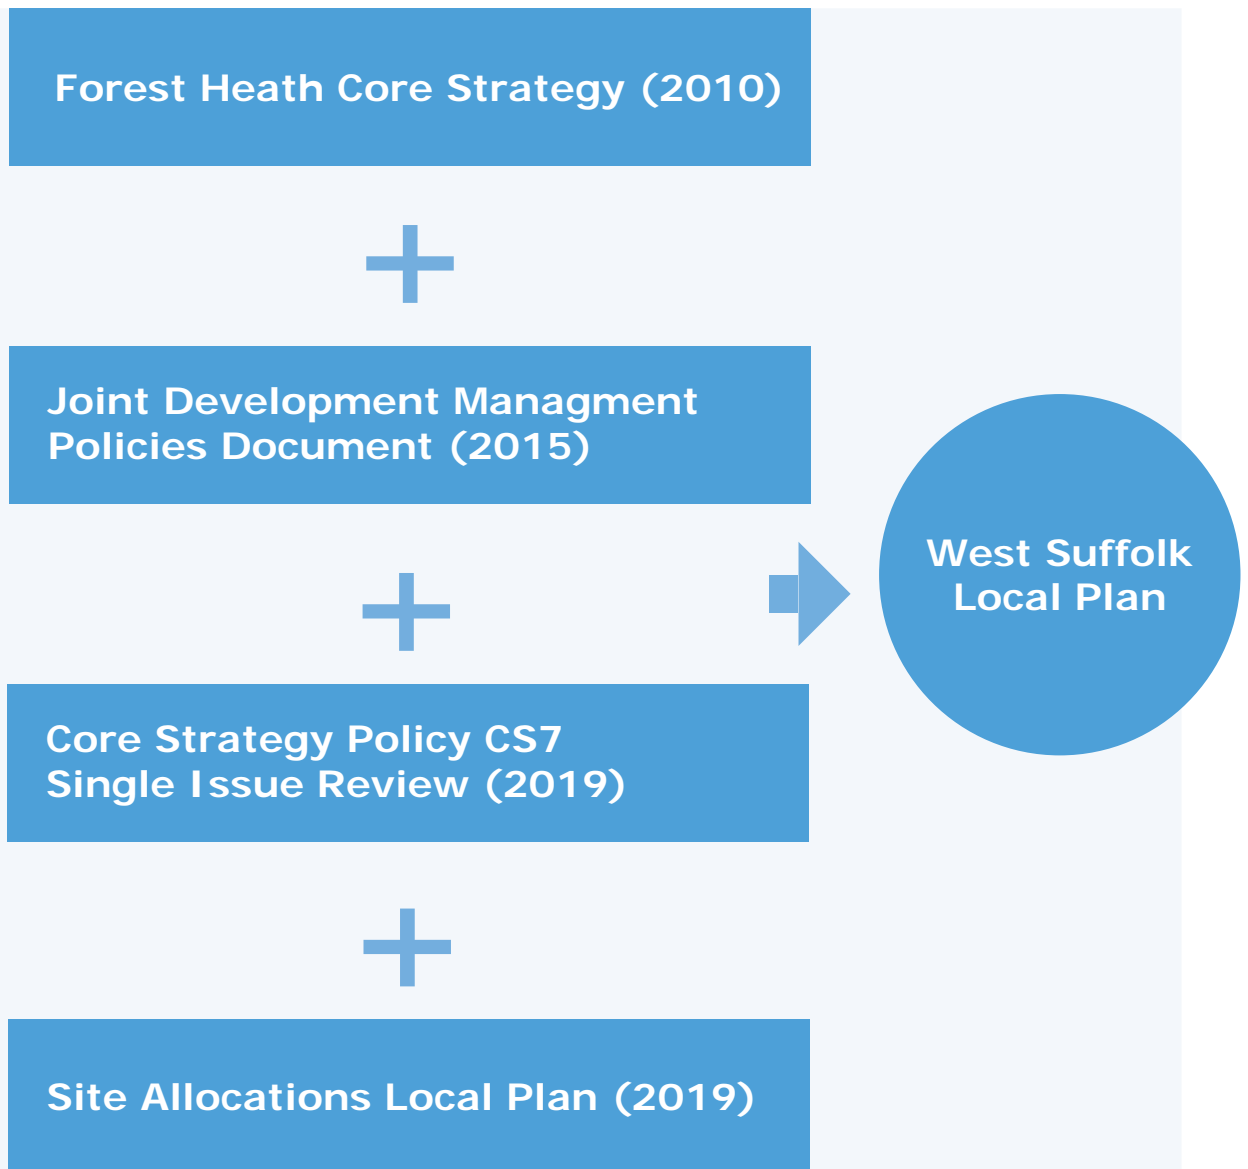 Forest Heath Core Strategy (2010)
Joint Development Managment
Policies Document (2015)
Core Strategy Policy CS7
Single Issue Review (2019)
Site Allocations Local Plan (2019)
West Suffolk
Local Plan